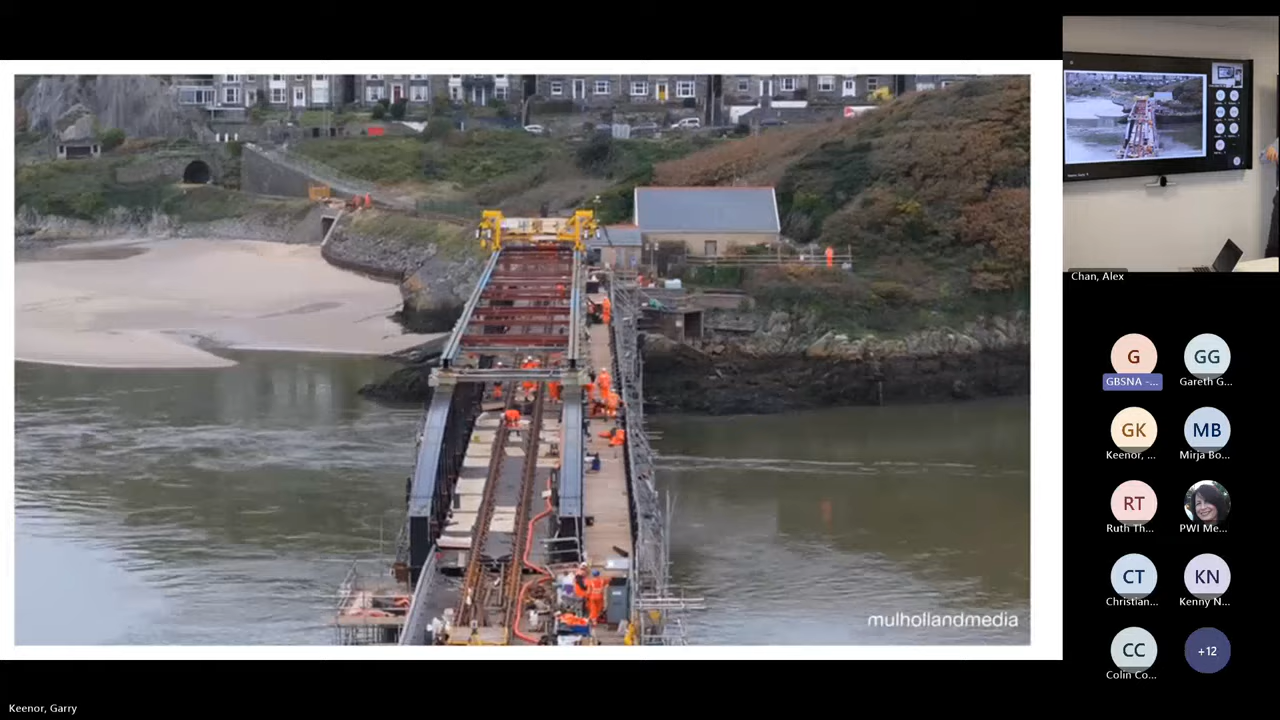 mulhollandmedia
Chan, Alex
G
GG
GBSNA -...
Gareth G...
GK
MB
Keenor, ...
Mirja Bo...
RT
Ruth Th...
PWI Me...
CT
KN
Christian...
Kenny N...
CC
+12
Colin Co...
Keenor, Garry